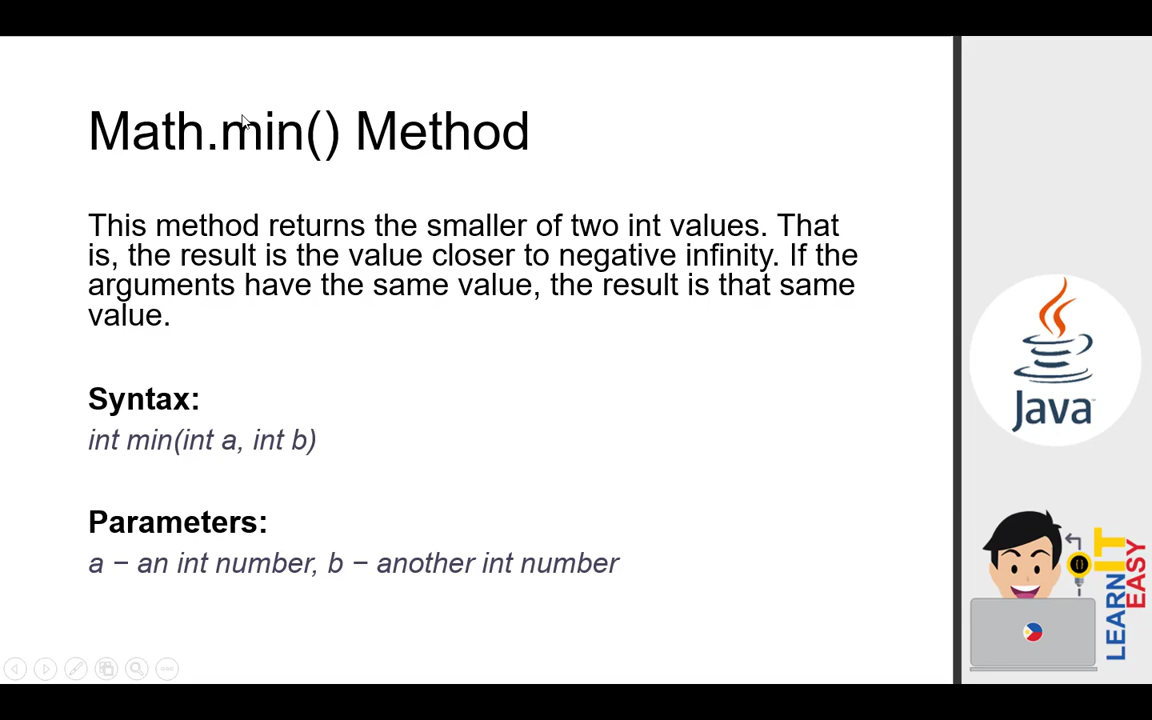 Math.min() Method
This method returns the smaller of two int values. That
is, the result is the value closer to negative infinity. If the
arguments have the same value, the result is that same
value.
Syntax:
int min(int a, int b)
Parameters:
a − an int number, b − another int number
Java™
LEARN IT
EASY